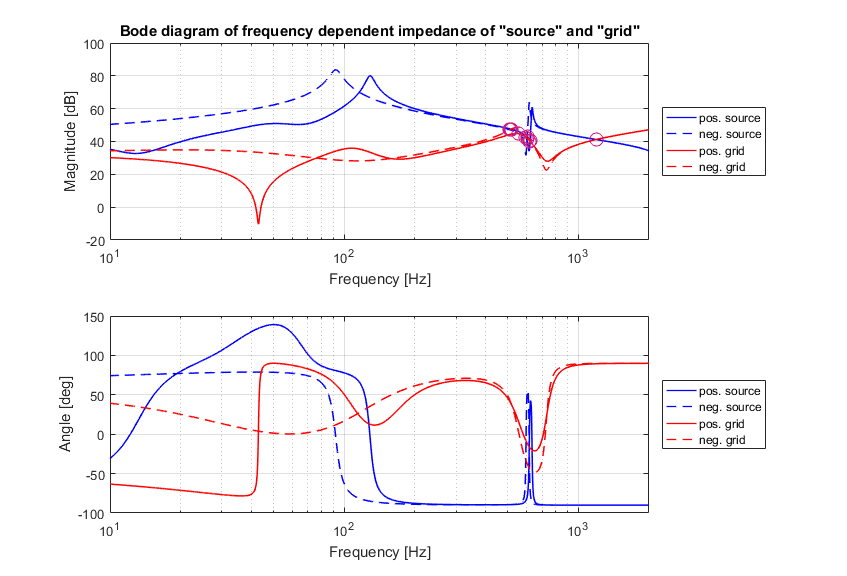 Bode diagram of frequency dependent impedance of "source" and "grid"
Magnitude [dB]
100
80
60
40
20
0
-20
10^1
10^2
10^3
Frequency [Hz]
pos. source
neg. source
pos. grid
neg. grid
Angle [deg]
150
100
50
0
-50
-100
10^1
10^2
10^3
Frequency [Hz]
pos. source
neg. source
pos. grid
neg. grid